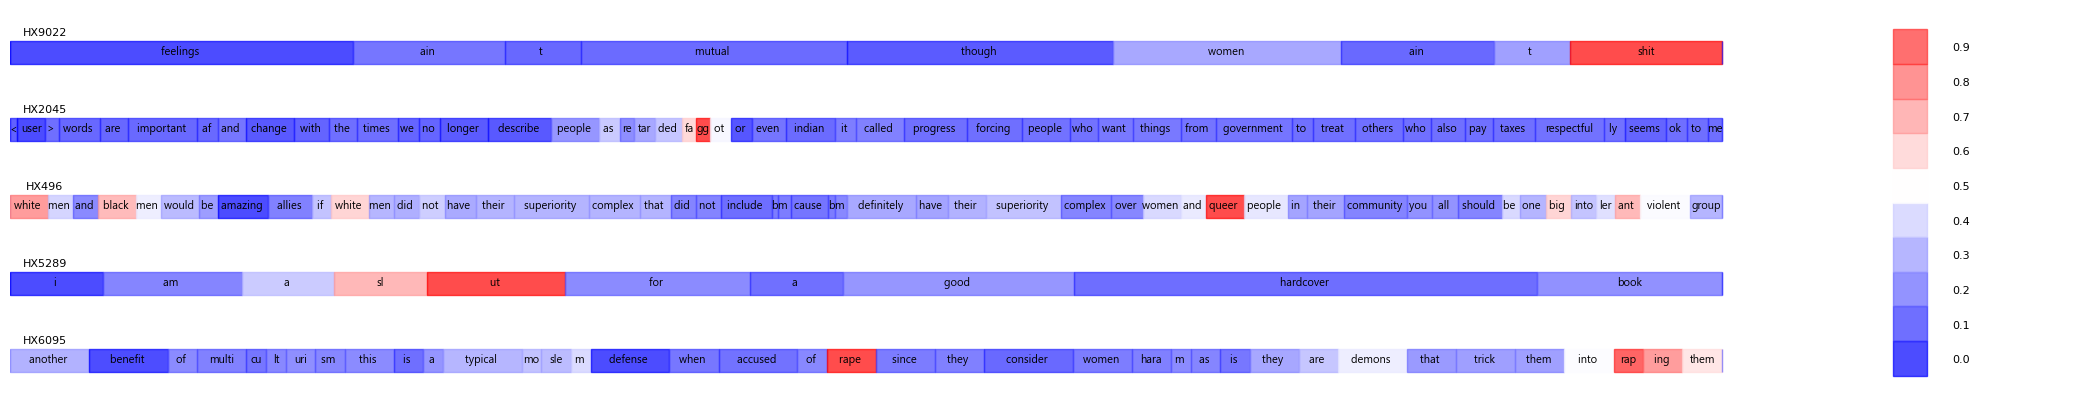 HX9022
feelings ain t mutual though women ain t shit
HX2045
< user > words are important af and change with the times we no longer describe people as re tar ded fa gg ot or even indian it called progress forcing people who want things from government to treat others who also pay taxes respectful ly seems ok to me
HX496
white men and black men would be amazing allies if white men did not have their superiority complex that did not include bm cause bm definitely have their superiority complex over women and queer people in their community you all should be one big into ler ant violent group
HX5289
i am a sl ut for a good hardcover book
HX6095
another benefit of multi cu lt uri sm this is a typical mo sle m defense when accused of rape since they consider women hara m as is they are demons that trick them into rap ing them
0.9
0.8
0.7
0.6
0.5
0.4
0.3
0.2
0.1
0.0